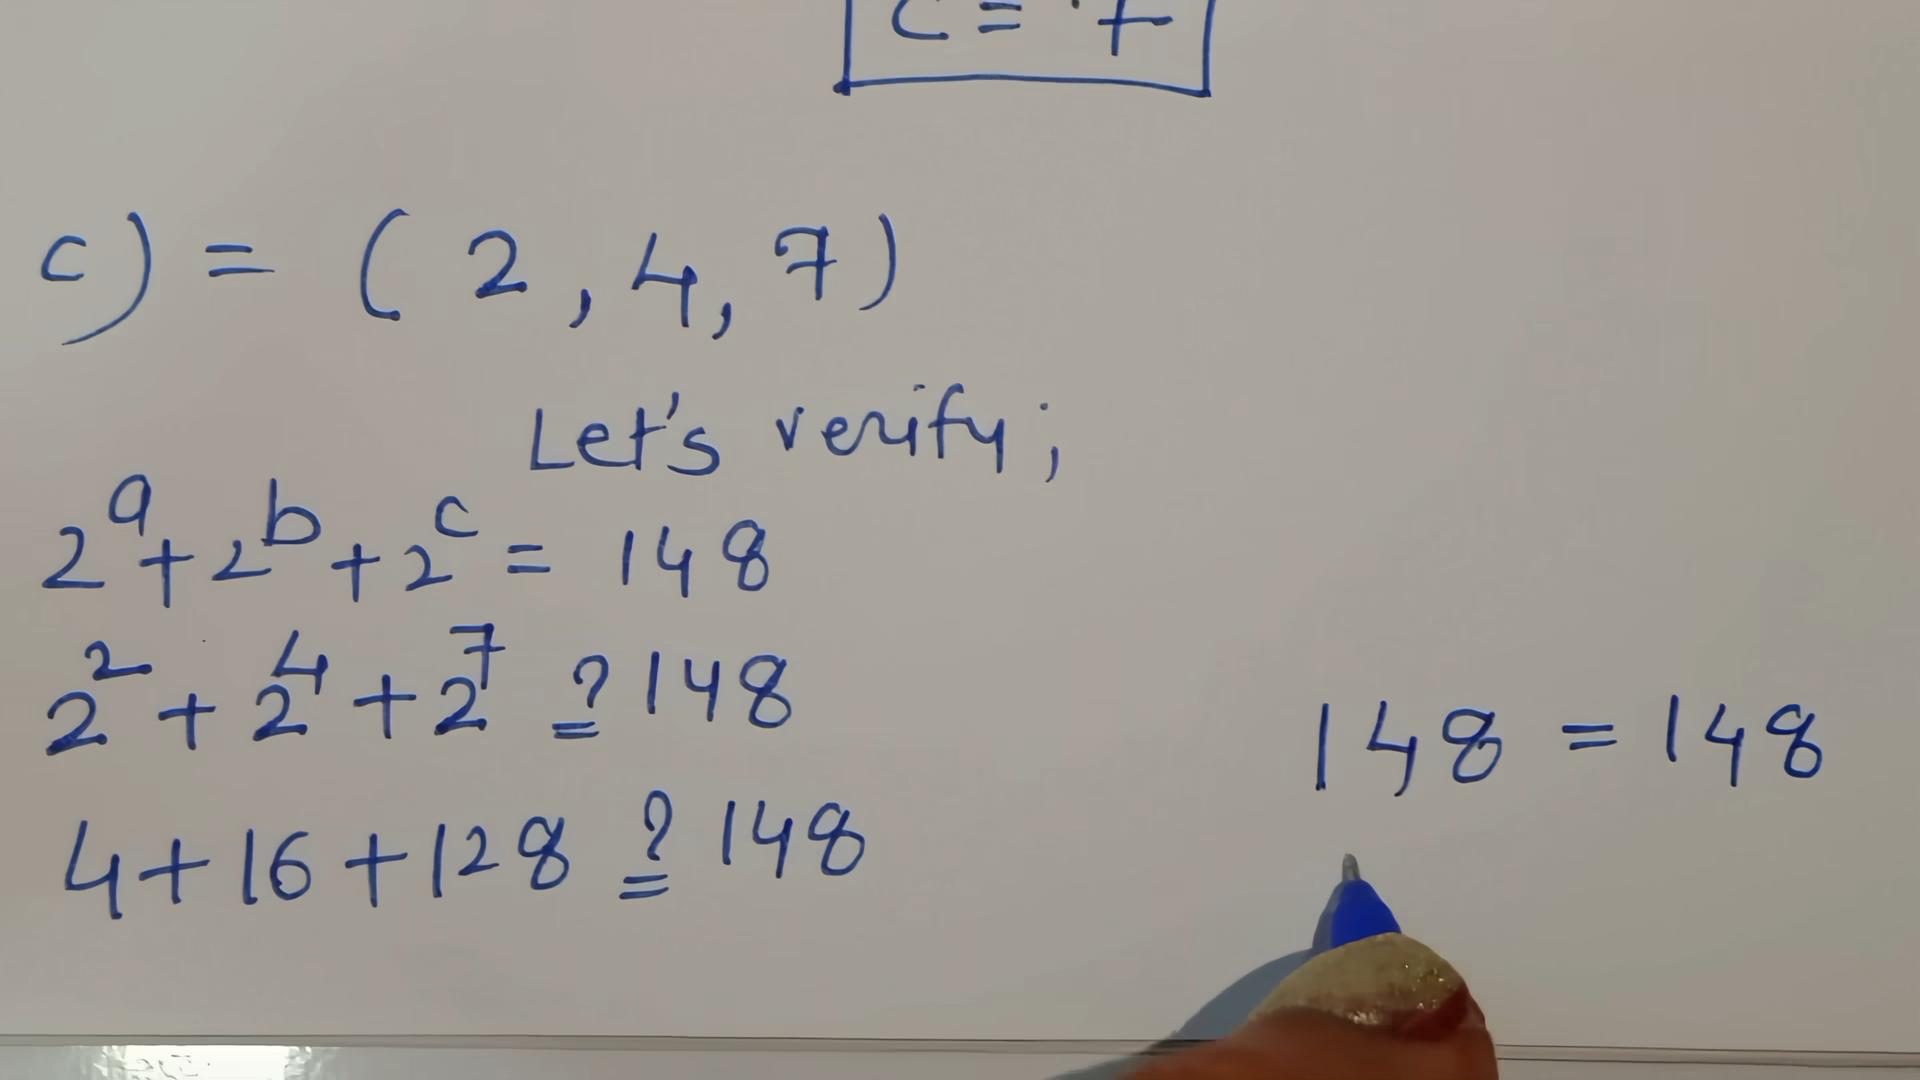 c = 7
c) = (2, 4, 7)
Let's verify;
2^a + 2^b + 2^c = 148
2^2 + 2^4 + 2^7 ≟ 148
4 + 16 + 128 ≟ 148
148 = 148